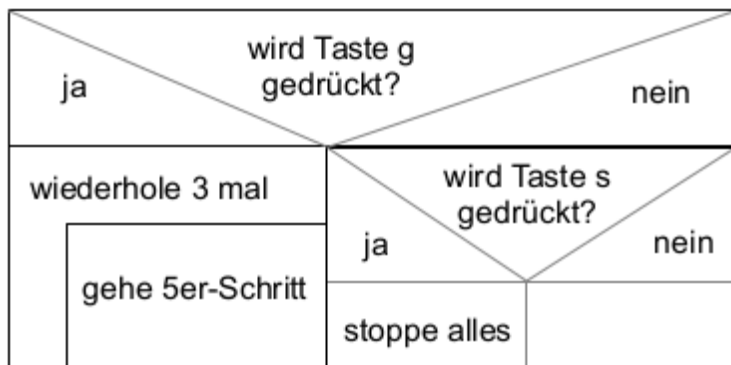 wird Taste g
gedrückt?
ja
nein
wiederhole 3 mal
gehe 5er-Schritt
wird Taste s
gedrückt?
ja
nein
stoppe alles